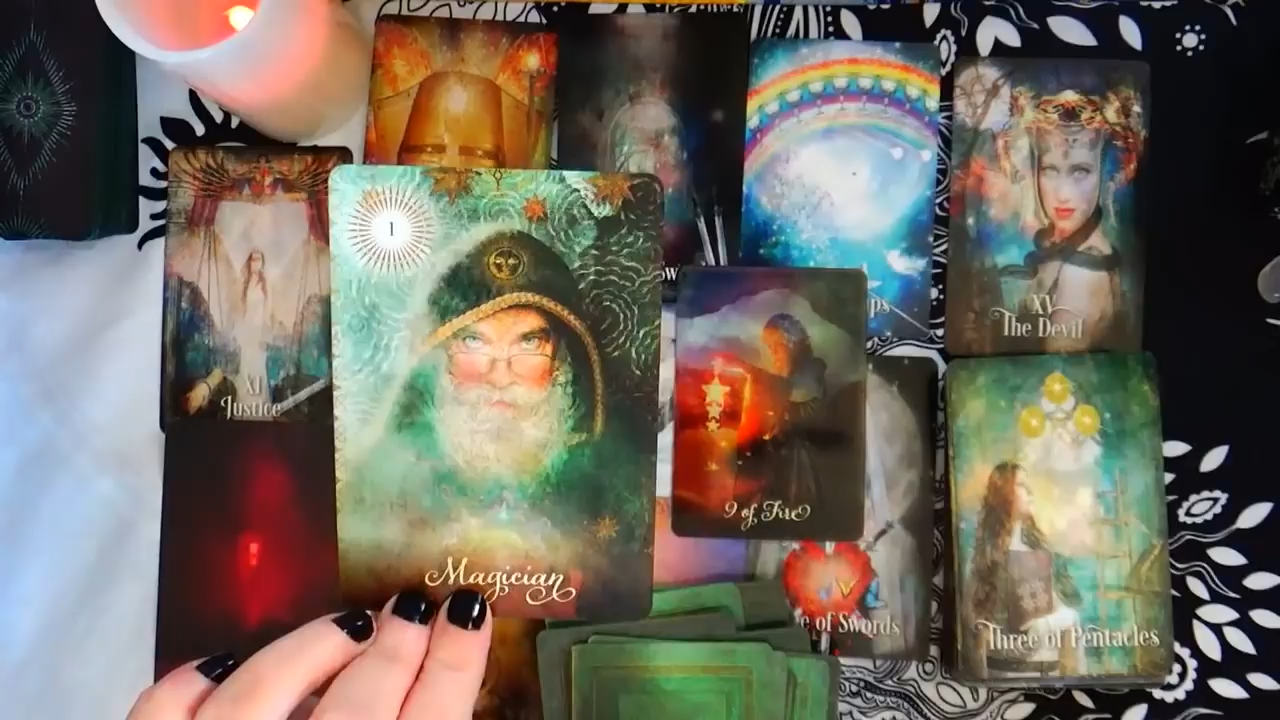 1
Magician
XI
Justice
9 of Fire
XV
The Devil
of Swords
Three of Pentacles